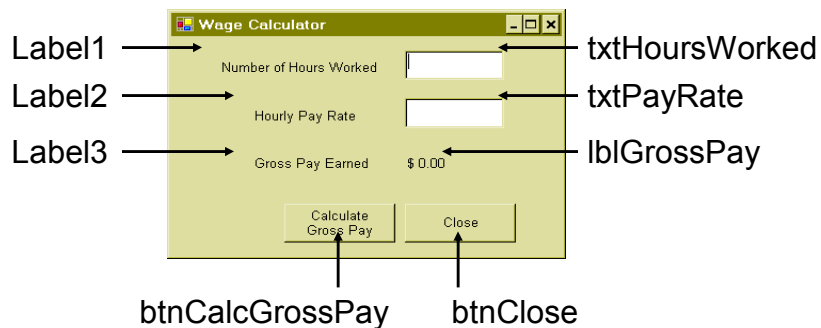 Wage Calculator
Label1
txtHoursWorked
Number of Hours Worked
Label2
txtPayRate
Hourly Pay Rate
Label3
lblGrossPay
Gross Pay Earned
$ 0.00
Calculate
Gross Pay
Close
btnCalcGrossPay
btnClose